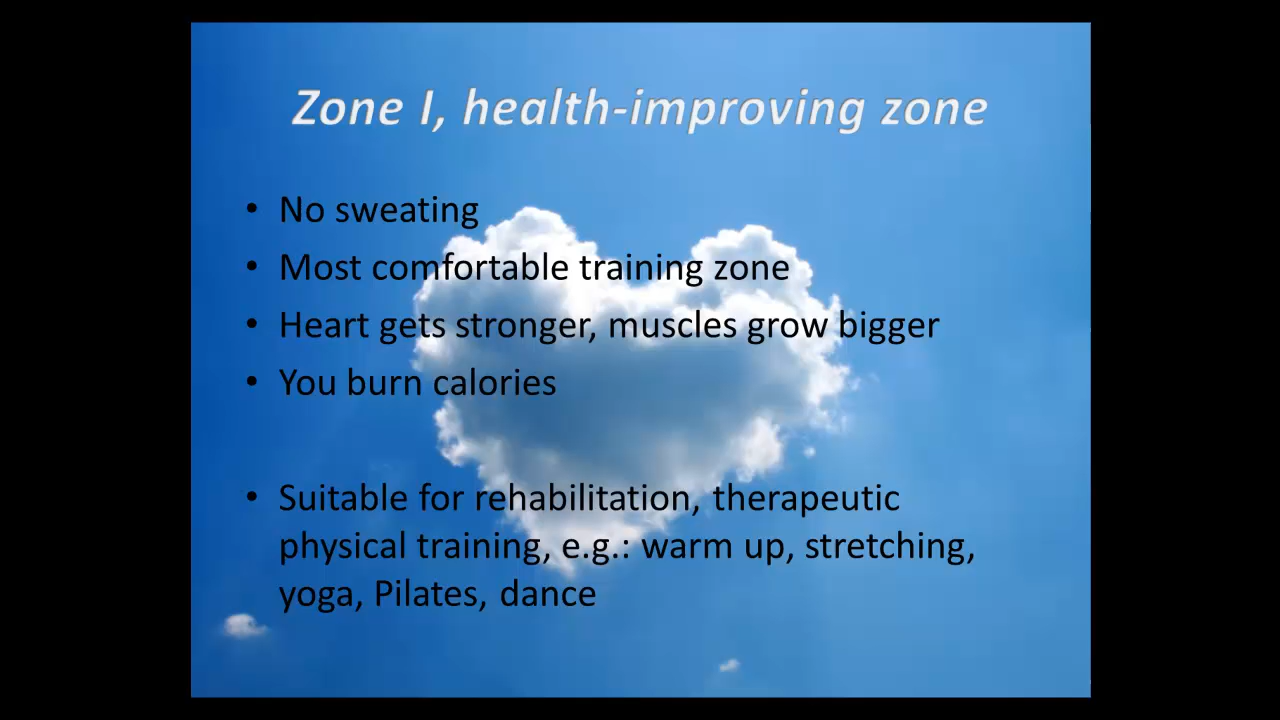 Zone I, health-improving zone
• No sweating
• Most comfortable training zone
• Heart gets stronger, muscles grow bigger
• You burn calories
• Suitable for rehabilitation, therapeutic
physical training, e.g.: warm up, stretching,
yoga, Pilates, dance